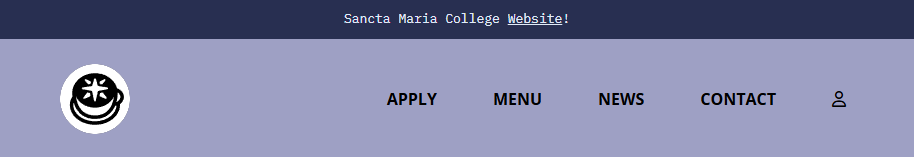 Sancta Maria College Website!
APPLY MENU NEWS CONTACT